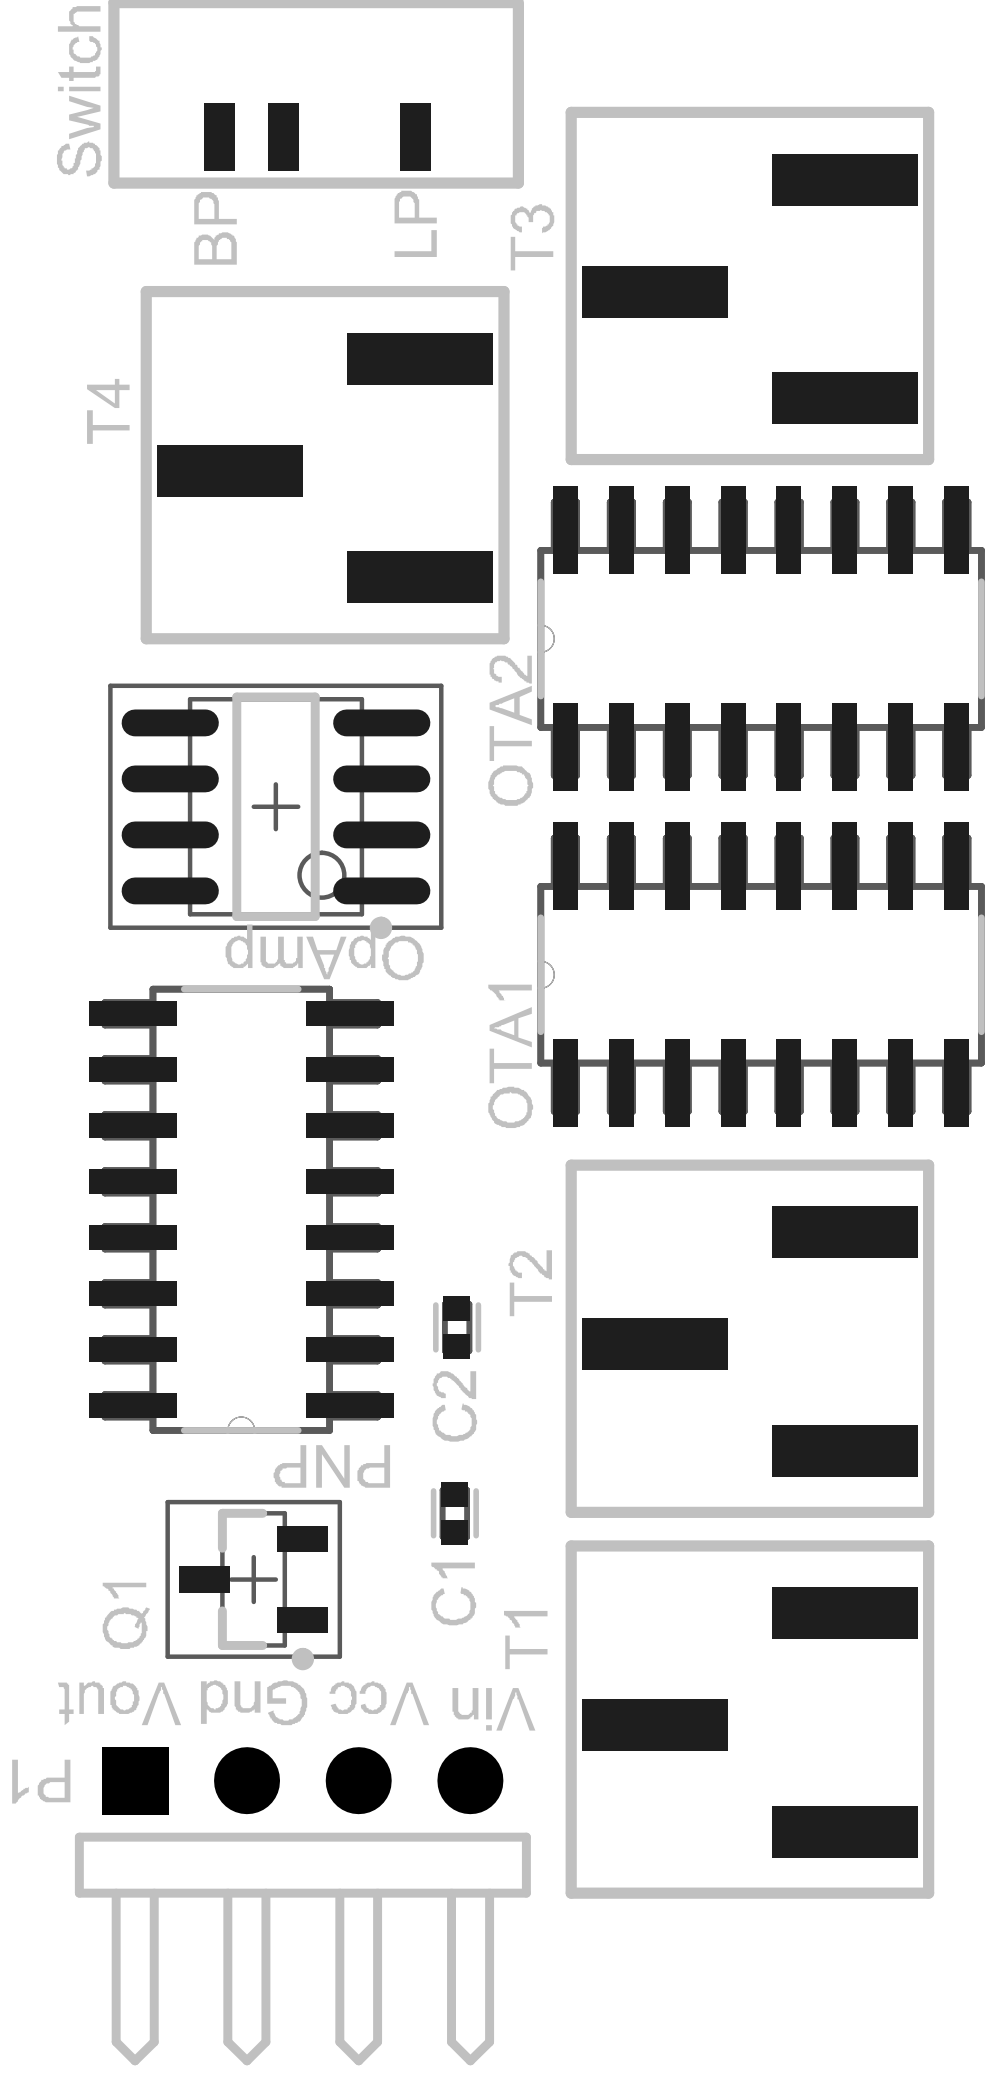 Switch
BP
LP
T3
T4
OTA2
OpAmp
OTA1
T2
C2
PNP
C1
Q1
T1
Vin Vcc Gnd Vout
P1